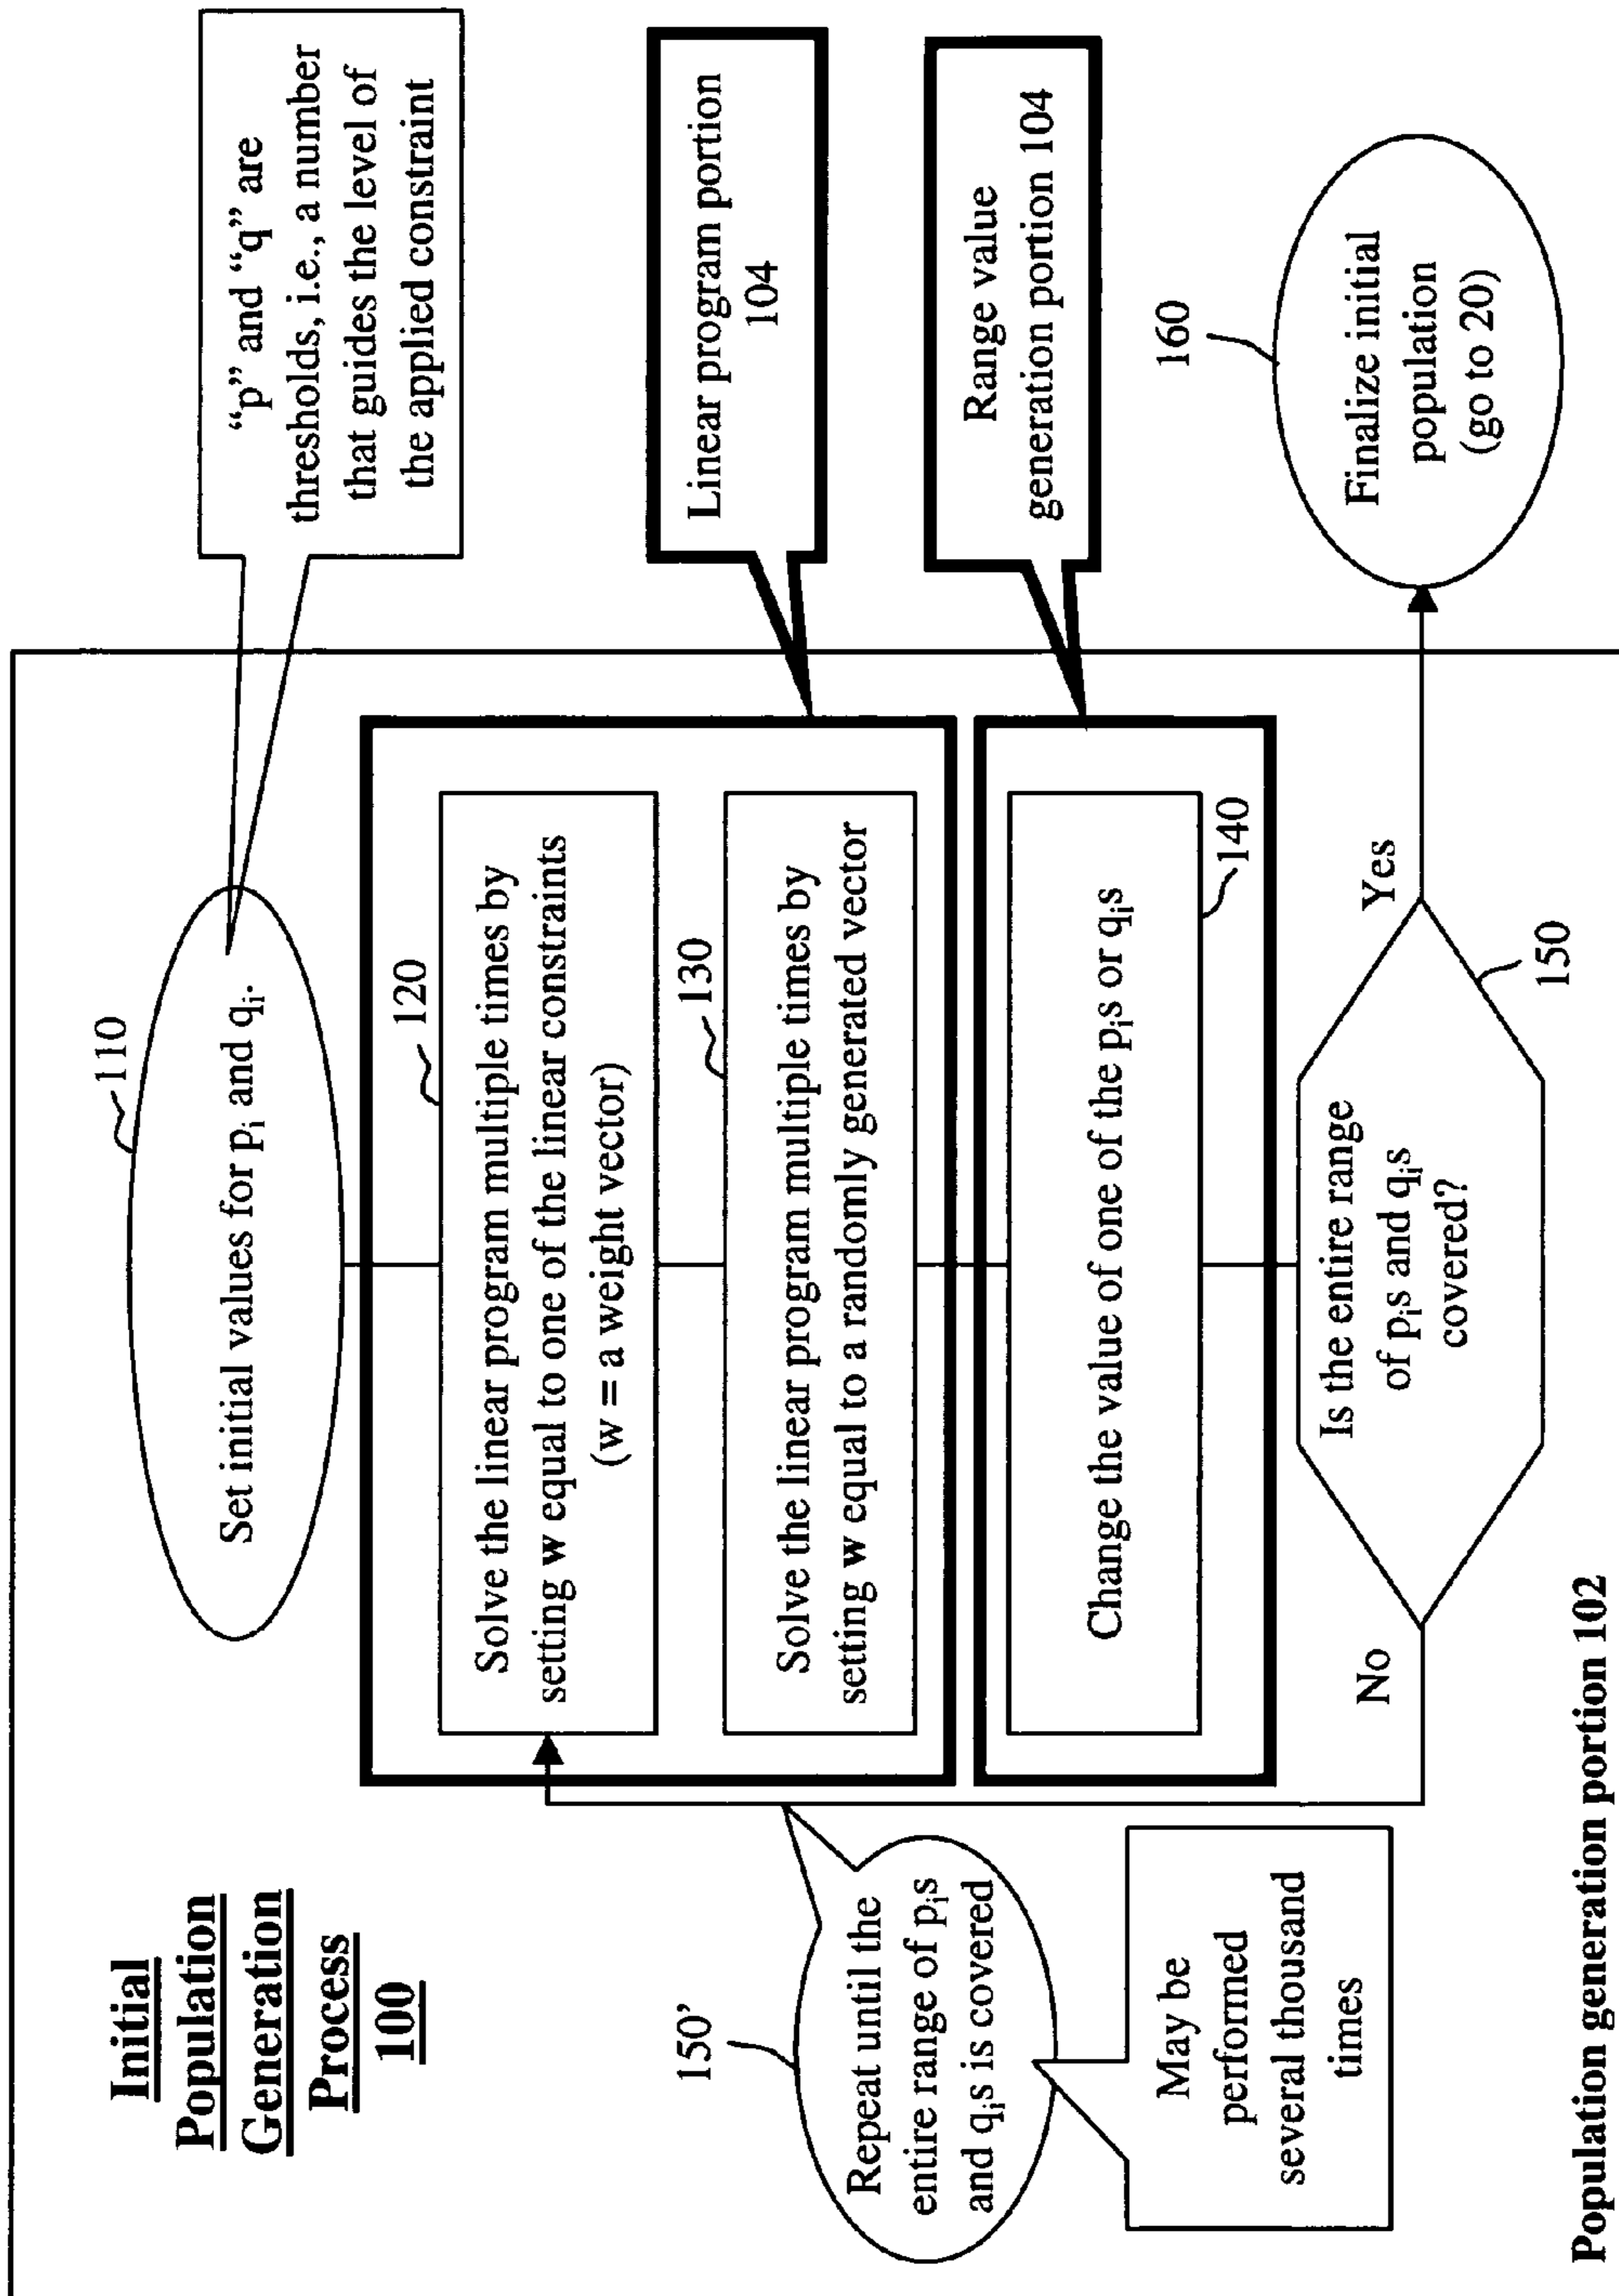 Initial
Population
Generation
Process
100
110
Set initial values for pᵢ and qᵢ.
"p" and "q" are
thresholds, i.e., a number
that guides the level of
the applied constraint
120
Solve the linear program multiple times by
setting w equal to one of the linear constraints
(w = a weight vector)
130
Solve the linear program multiple times by
setting w equal to a randomly generated vector
Linear program portion
104
Change the value of one of the pᵢs or qᵢs
140
Range value
generation portion 104
150'
Repeat until the
entire range of pᵢs
and qᵢs is covered
May be
performed
several thousand
times
No
Is the entire range
of pᵢs and qᵢs
covered?
Yes
150
160
Finalize initial
population
(go to 20)
Population generation portion 102